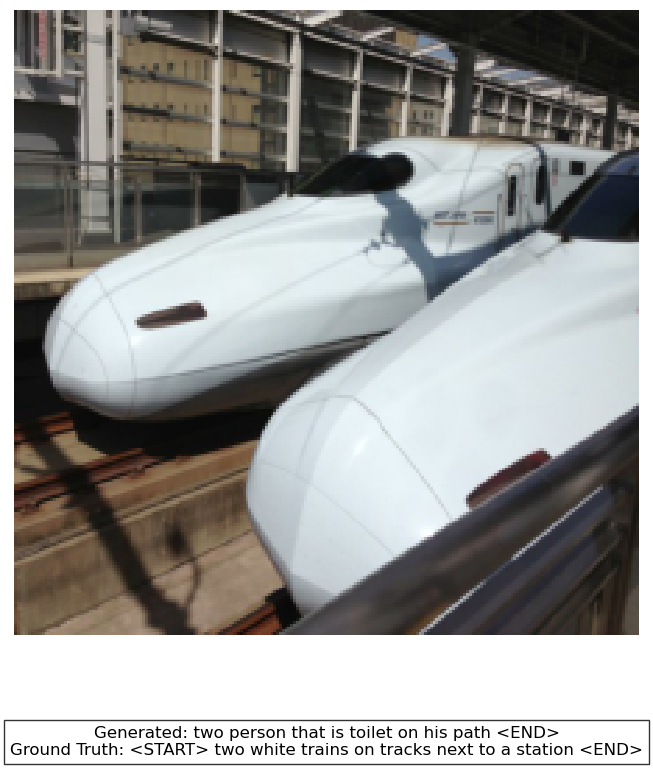 Generated: two person that is toilet on his path <END>
Ground Truth: <START> two white trains on tracks next to a station <END>